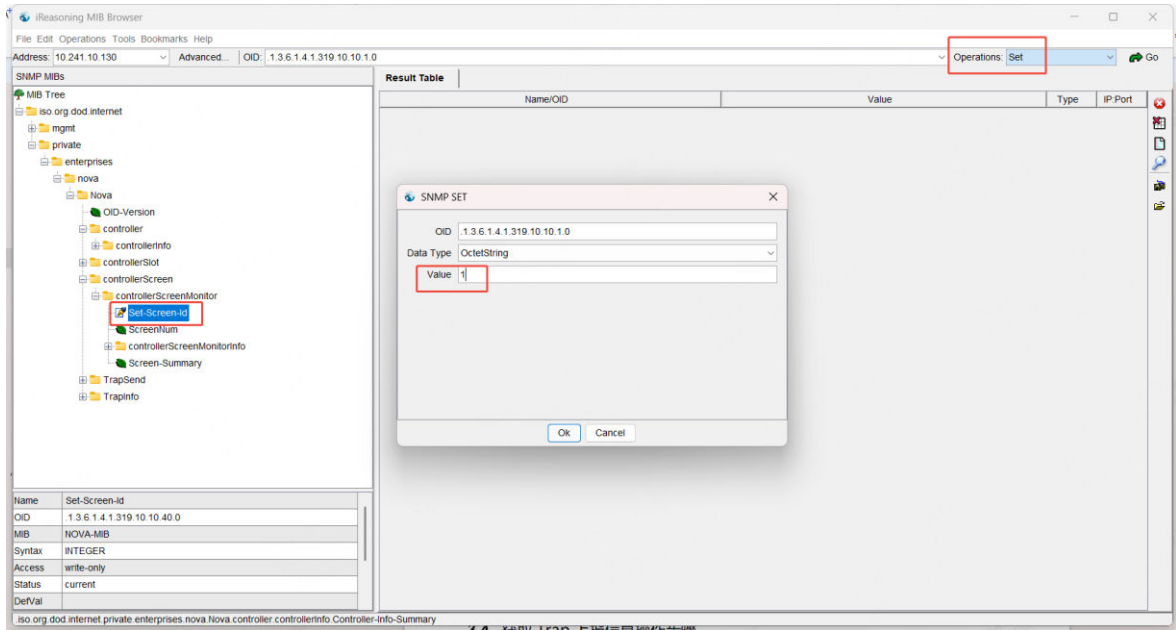 iReasoning MIB Browser
File Edit Operations Tools Bookmarks Help
Address: 10.241.10.130 Advanced... OID: .1.3.6.1.4.1.319.10.10.1.0 Operations: Set Go
SNMP MIBs
Result Table
MIB Tree
Name/OID Value Type IP:Port
iso.org.dod.internet
mgmt
private
enterprises
nova
Nova
OID-Version
controller
controllerInfo
controllerSlot
controllerScreen
controllerScreenMonitor
Set-Screen-Id
ScreenNum
controllerScreenMonitorInfo
Screen-Summary
TrapSend
TrapInfo
SNMP SET
OID .1.3.6.1.4.1.319.10.10.1.0
Data Type OctetString
Value 1
Ok Cancel
Name Set-Screen-Id
OID .1.3.6.1.4.1.319.10.10.40.0
MIB NOVA-MIB
Syntax INTEGER
Access write-only
Status current
DefVal
.iso.org.dod.internet.private.enterprises.nova.Nova.controller.controllerInfo.Controller-Info-Summary